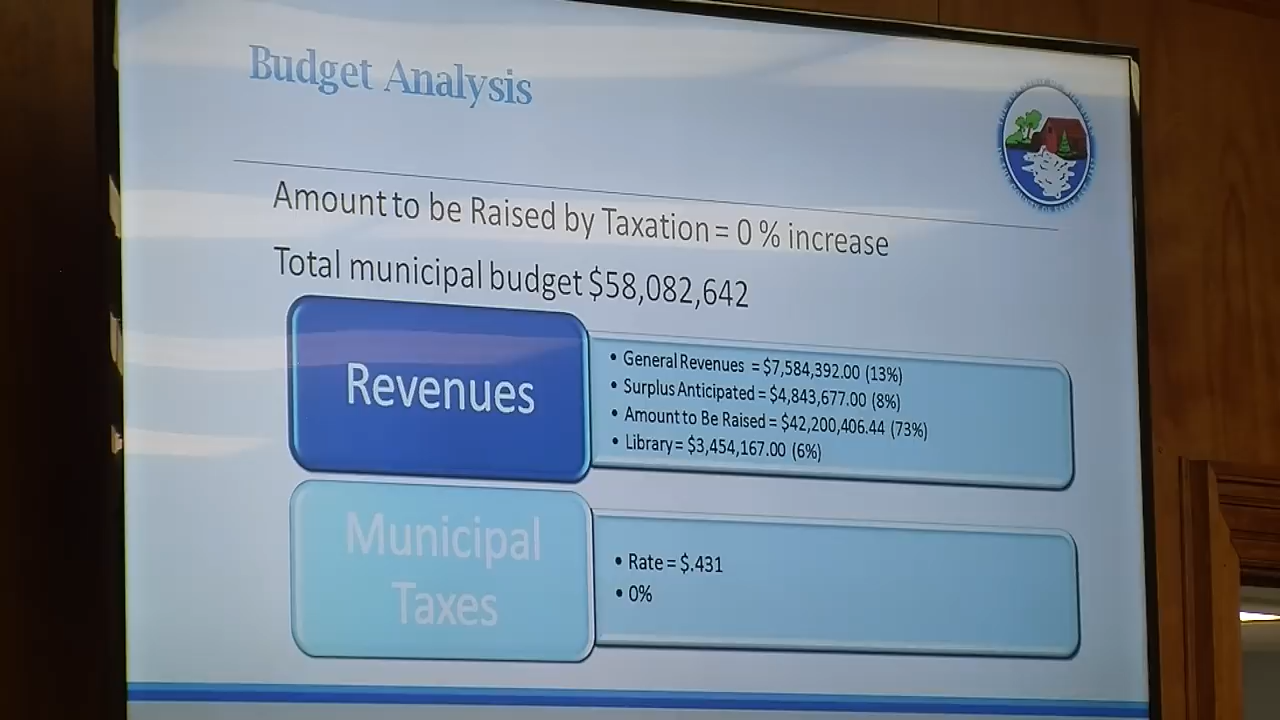 Budget Analysis
Amount to be Raised by Taxation = 0 % increase
Total municipal budget $58,082,642
Revenues
• General Revenues = $7,584,392.00 (13%)
• Surplus Anticipated = $4,843,677.00 (8%)
• Amount to Be Raised = $42,200,406.44 (73%)
• Library = $3,454,167.00 (6%)
Municipal
Taxes
• Rate = $.431
• 0%